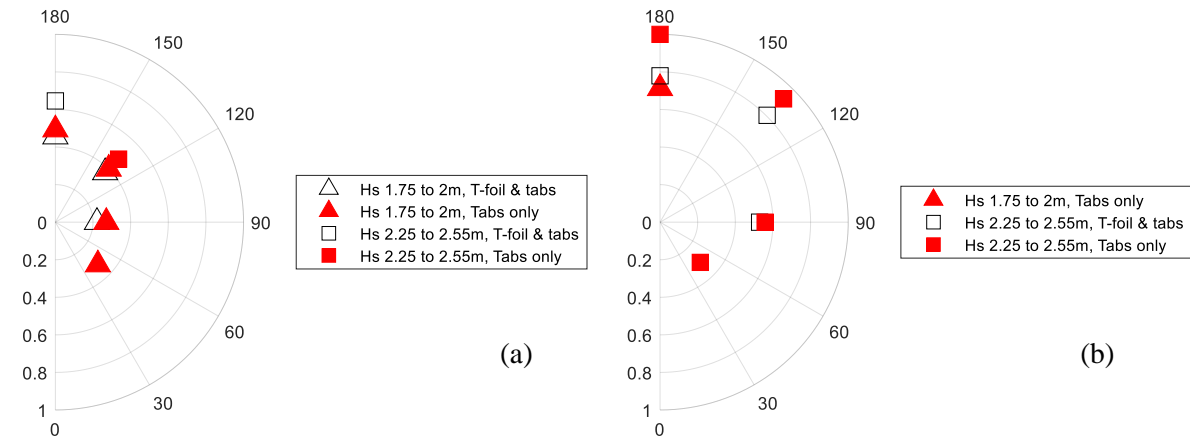 180
150
120
90
60
30
0
0
0.2
0.4
0.6
0.8
1
Hs 1.75 to 2m, T-foil & tabs
Hs 1.75 to 2m, Tabs only
Hs 2.25 to 2.55m, T-foil & tabs
Hs 2.25 to 2.55m, Tabs only
(a)
180
150
120
90
60
30
0
0
0.2
0.4
0.6
0.8
1
Hs 1.75 to 2m, Tabs only
Hs 2.25 to 2.55m, T-foil & tabs
Hs 2.25 to 2.55m, Tabs only
(b)